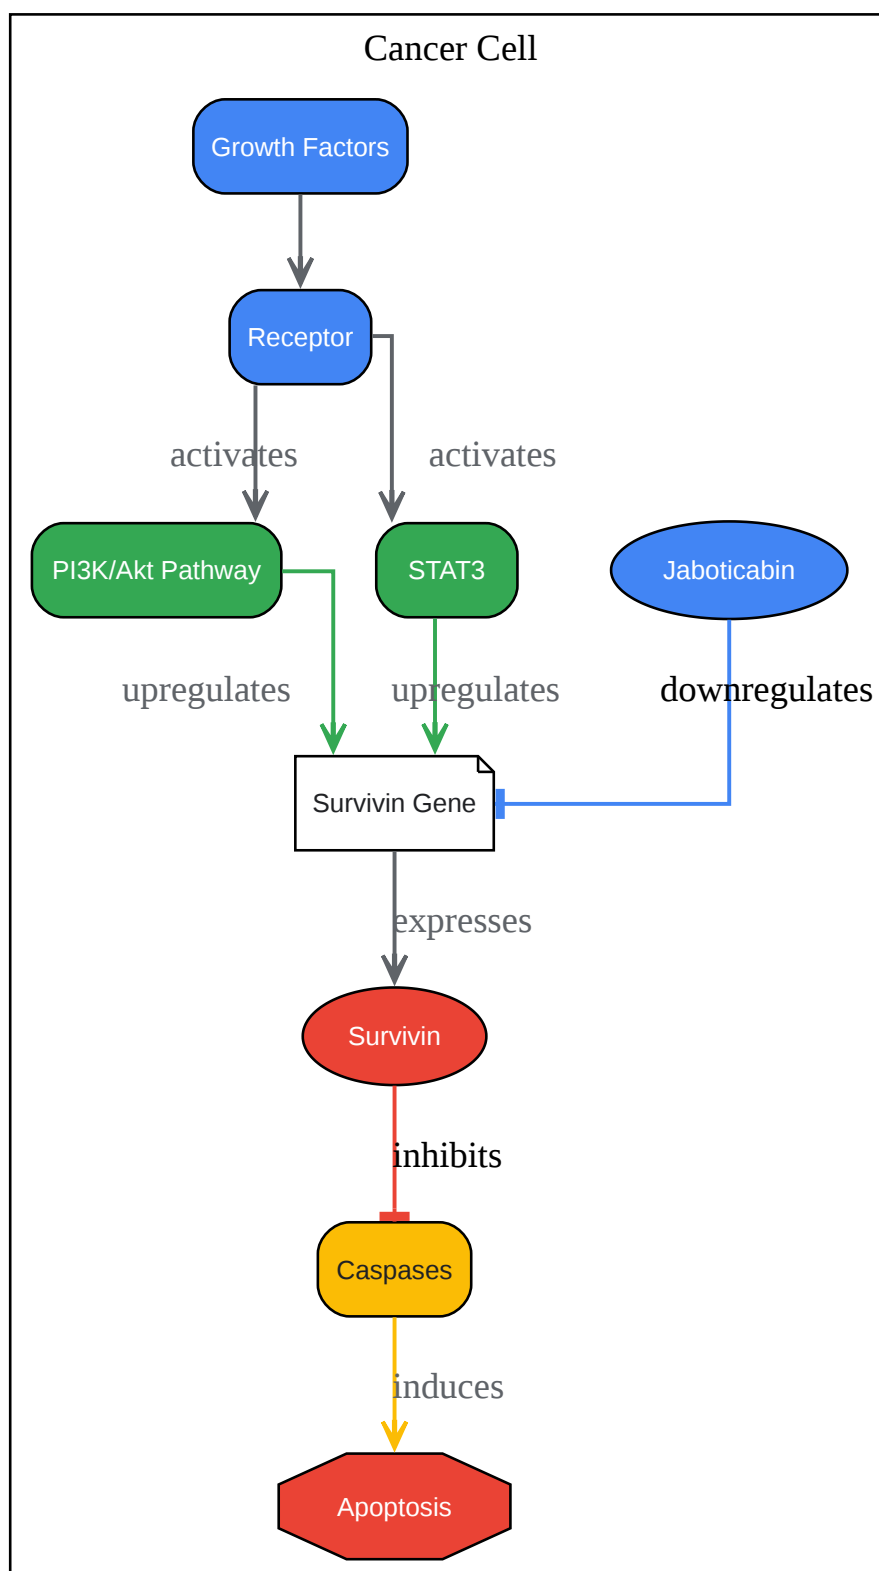 Cancer Cell
Growth Factors
Receptor
activates
activates
PI3K/Akt Pathway
STAT3
Jaboticabin
upregulates
upregulates
downregulates
Survivin Gene
expresses
Survivin
inhibits
Caspases
induces
Apoptosis